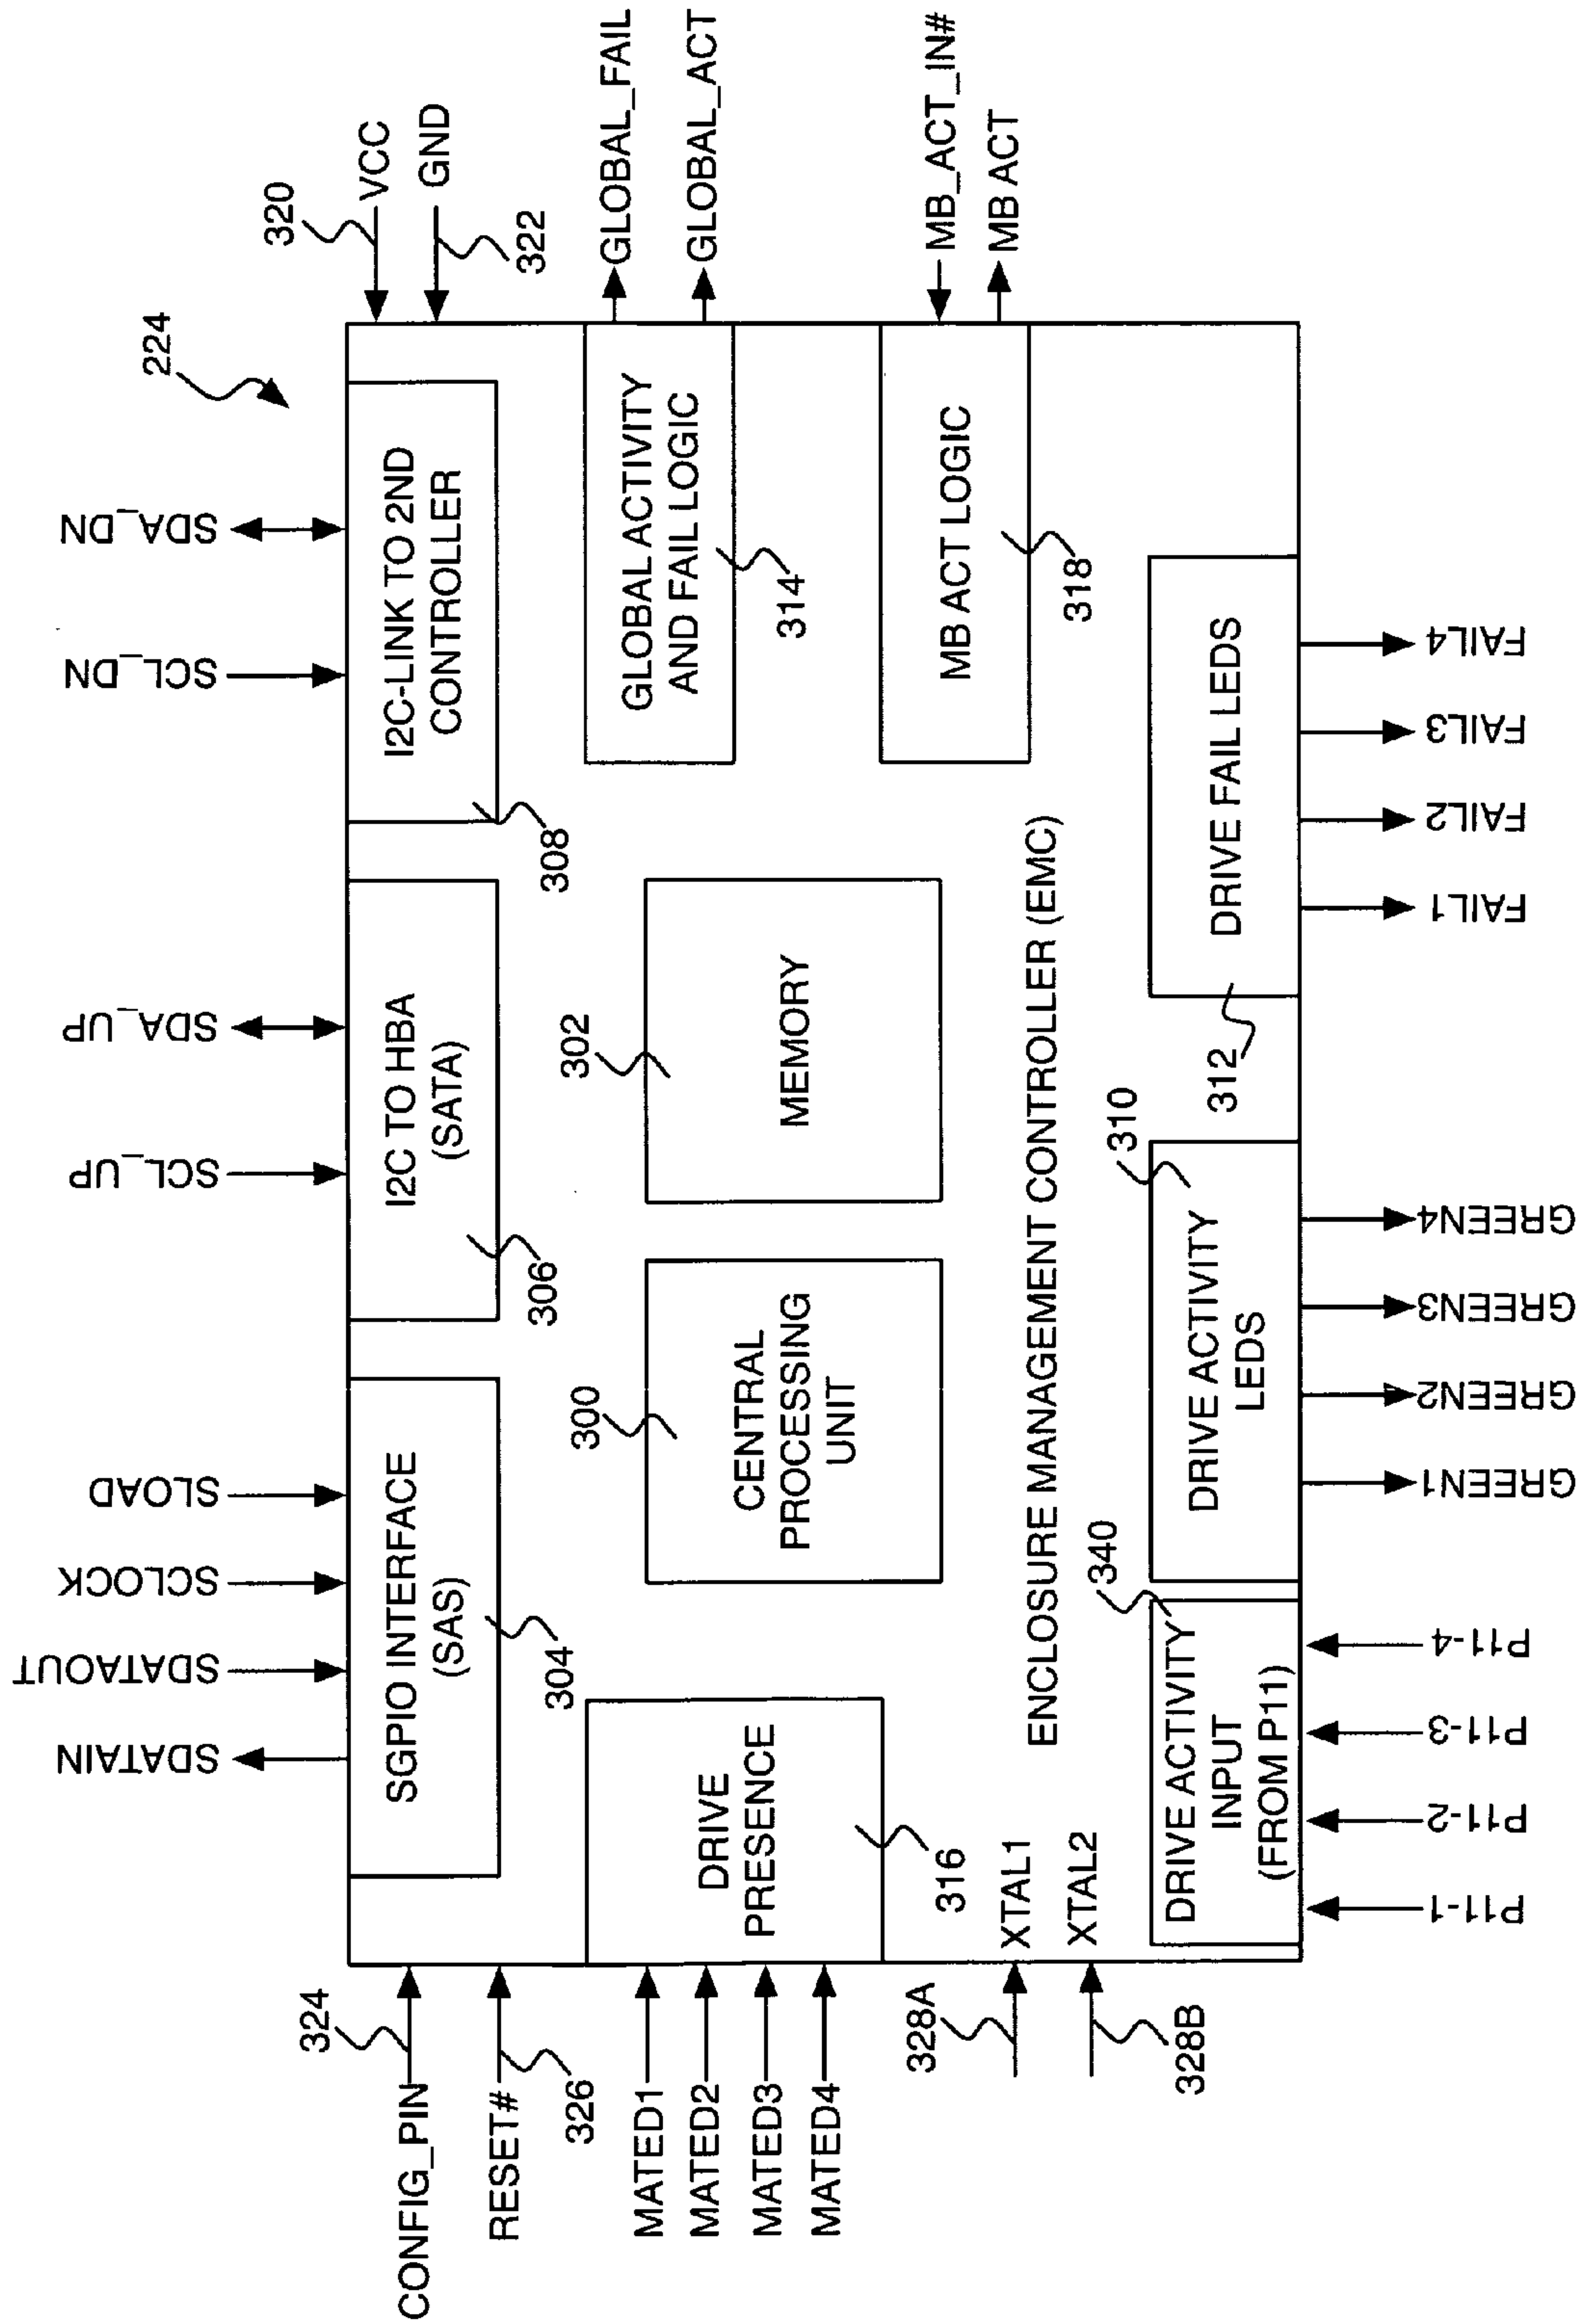 224
SDATAIN
SDATAOUT
SCLOCK
SLOAD
SCL_UP
SDA_UP
SCL_DN
SDA_DN
320
VCC
GND
322
324
CONFIG_PIN
RESET#
326
SGPIO INTERFACE
(SAS)
304
I2C TO HBA
(SATA)
306
I2C-LINK TO 2ND
CONTROLLER
308
MATED1
MATED2
MATED3
MATED4
DRIVE
PRESENCE
316
300
CENTRAL
PROCESSING
UNIT
302
MEMORY
GLOBAL ACTIVITY
AND FAIL LOGIC
314
GLOBAL_FAIL
GLOBAL_ACT
MB ACT LOGIC
318
MB_ACT_IN#
MB ACT
328A
XTAL1
XTAL2
328B
ENCLOSURE MANAGEMENT CONTROLLER (EMC)
340
DRIVE ACTIVITY
INPUT
(FROM P11)
310
DRIVE ACTIVITY
LEDS
312
DRIVE FAIL LEDS
P11-1
P11-2
P11-3
P11-4
GREEN1
GREEN2
GREEN3
GREEN4
FAIL1
FAIL2
FAIL3
FAIL4